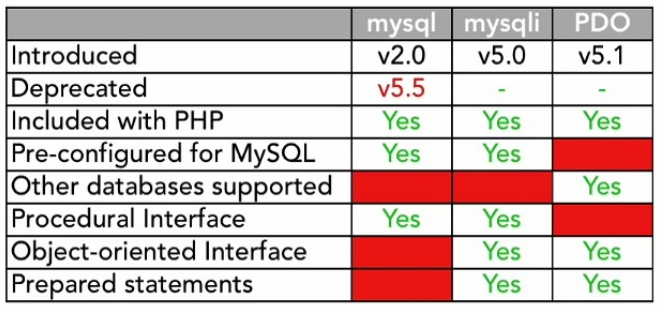 mysql mysqli PDO
Introduced v2.0 v5.0 v5.1
Deprecated v5.5 - -
Included with PHP Yes Yes Yes
Pre-configured for MySQL Yes Yes
Other databases supported Yes
Procedural Interface Yes Yes
Object-oriented Interface Yes Yes
Prepared statements Yes Yes